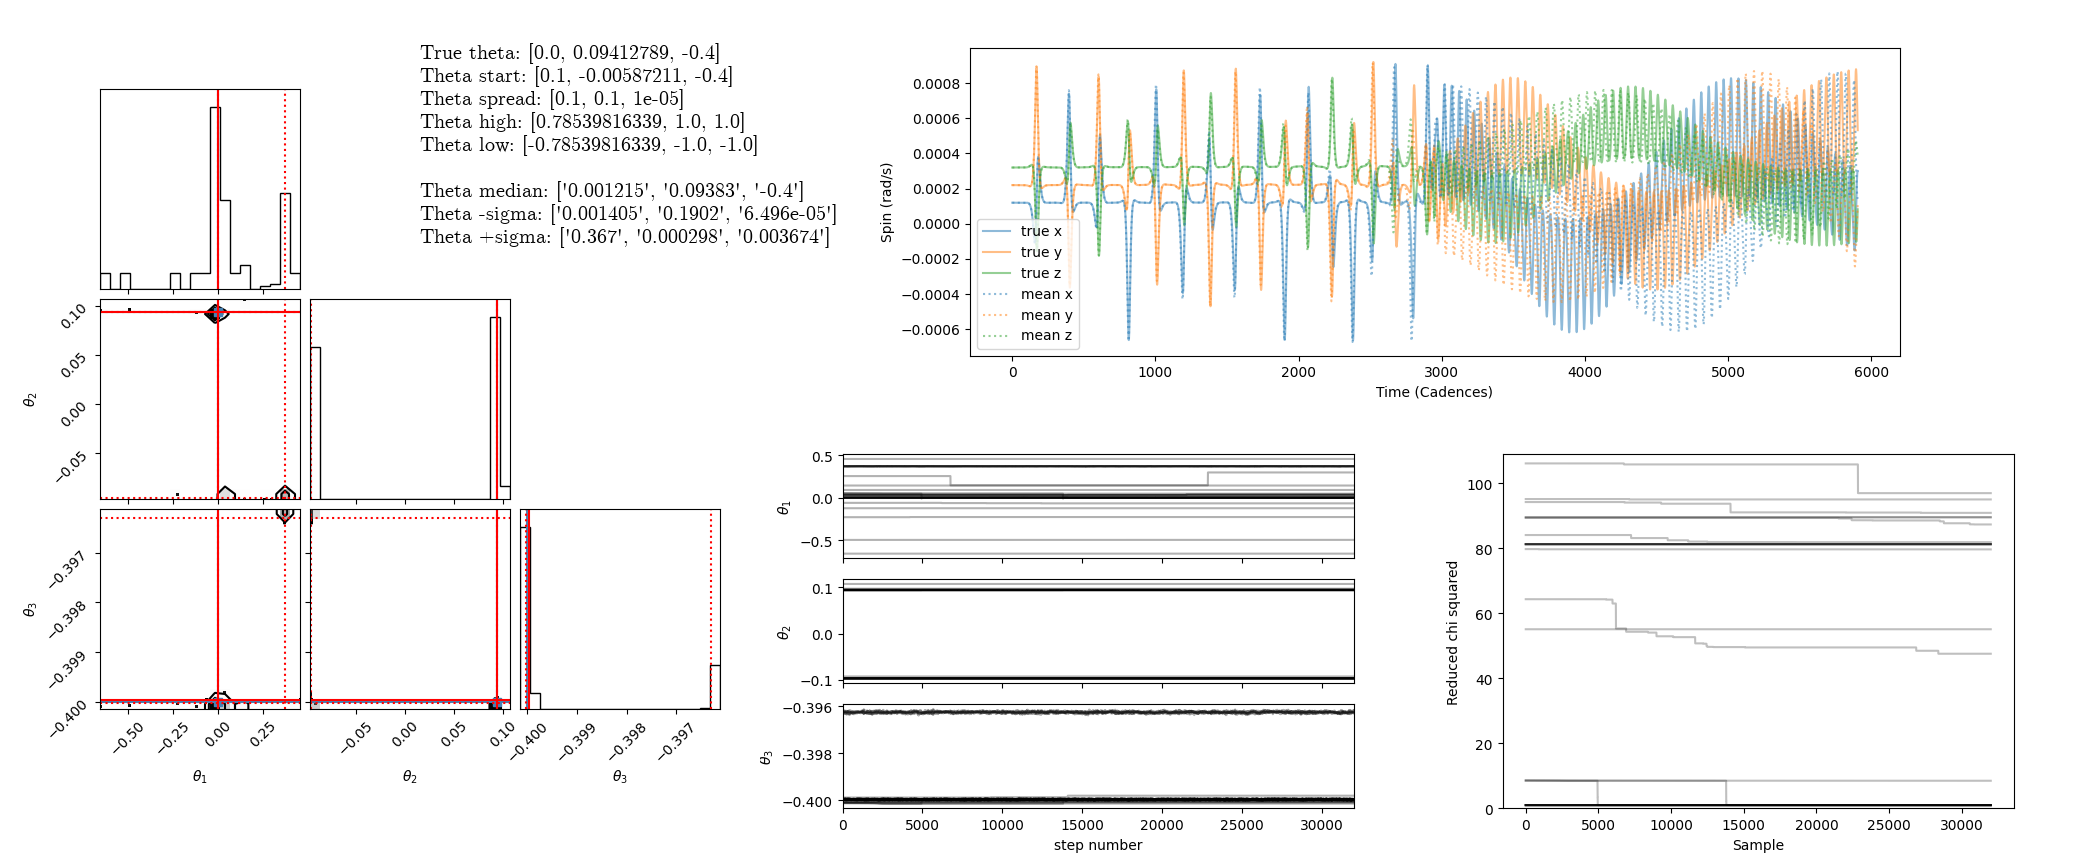 True theta: [0.0, 0.09412789, -0.4]
Theta start: [0.1, -0.00587211, -0.4]
Theta spread: [0.1, 0.1, 1e-05]
Theta high: [0.78539816339, 1.0, 1.0]
Theta low: [-0.78539816339, -1.0, -1.0]
Theta median: ['0.001215', '0.09383', '-0.4']
Theta -sigma: ['0.001405', '0.1902', '6.496e-05']
Theta +sigma: ['0.367', '0.000298', '0.003674']
0.10
0.05
0.00
−0.05
θ2
−0.397
−0.398
−0.399
−0.400
θ3
−0.50
−0.25
0.00
0.25
θ1
−0.05
0.00
0.05
0.10
θ2
−0.400
−0.399
−0.398
−0.397
θ3
0.0008
0.0006
0.0004
0.0002
0.0000
−0.0002
−0.0004
−0.0006
Spin (rad/s)
true x
true y
true z
mean x
mean y
mean z
0
1000
2000
3000
4000
5000
6000
Time (Cadences)
0.5
0.0
−0.5
θ1
0.1
0.0
−0.1
θ2
−0.396
−0.398
−0.400
θ3
0
5000
10000
15000
20000
25000
30000
step number
100
80
60
40
20
0
Reduced chi squared
0
5000
10000
15000
20000
25000
30000
Sample